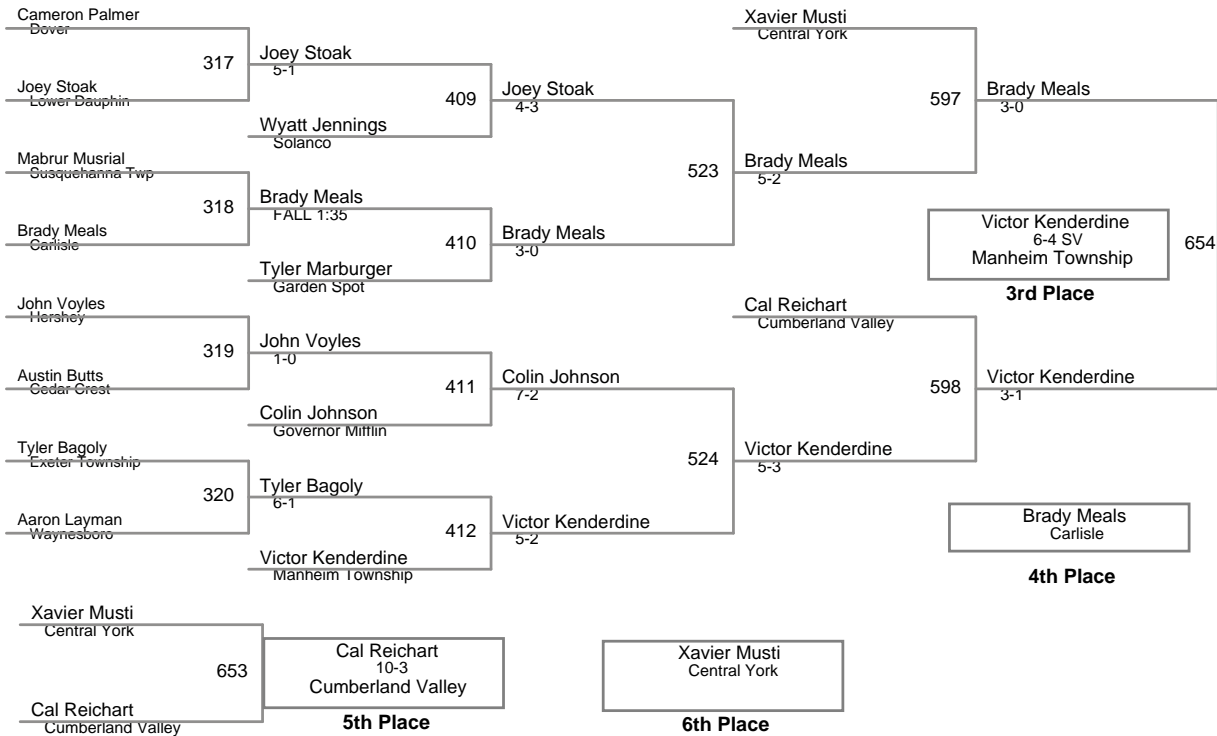 Cameron Palmer
Dover
317
Joey Stoak
Lower Dauphin
Joey Stoak
5-1
409
Wyatt Jennings
Solanco
Mabrur Musrial
Susquehanna Twp
318
Brady Meals
Carlisle
Brady Meals
FALL 1:35
410
Tyler Marburger
Garden Spot
John Voyles
Hershey
319
Austin Butts
Cedar Crest
John Voyles
1-0
411
Colin Johnson
Governor Mifflin
Tyler Bagoly
Exeter Township
320
Aaron Layman
Waynesboro
Tyler Bagoly
6-1
412
Victor Kenderdine
Manheim Township
Joey Stoak
4-3
523
Brady Meals
3-0
Colin Johnson
7-2
524
Victor Kenderdine
5-2
Xavier Musti
Central York
597
Brady Meals
5-2
Cal Reichart
Cumberland Valley
598
Victor Kenderdine
5-3
Brady Meals
3-0
654
Victor Kenderdine
3-1
Victor Kenderdine
6-4 SV
Manheim Township
3rd Place
Brady Meals
Carlisle
4th Place
Xavier Musti
Central York
653
Cal Reichart
Cumberland Valley
Cal Reichart
10-3
Cumberland Valley
5th Place
Xavier Musti
Central York
6th Place